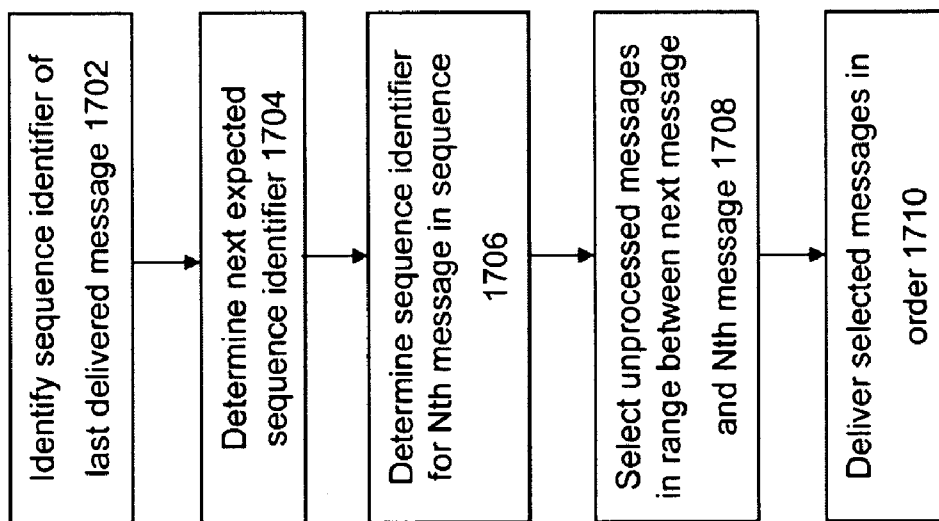 Identify sequence identifier of
last delivered message 1702
Determine next expected
sequence identifier 1704
Determine sequence identifier
for Nth message in sequence
1706
Select unprocessed messages
in range between next message
and Nth message 1708
Deliver selected messages in
order 1710